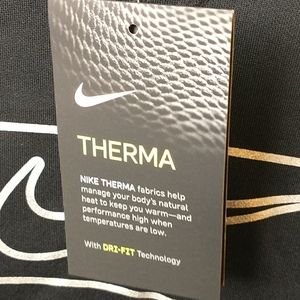 THERMA
NIKE THERMA fabrics help
manage your body's natural
heat to keep you warm—and
performance high when
temperatures are low.
With DRI-FIT Technology